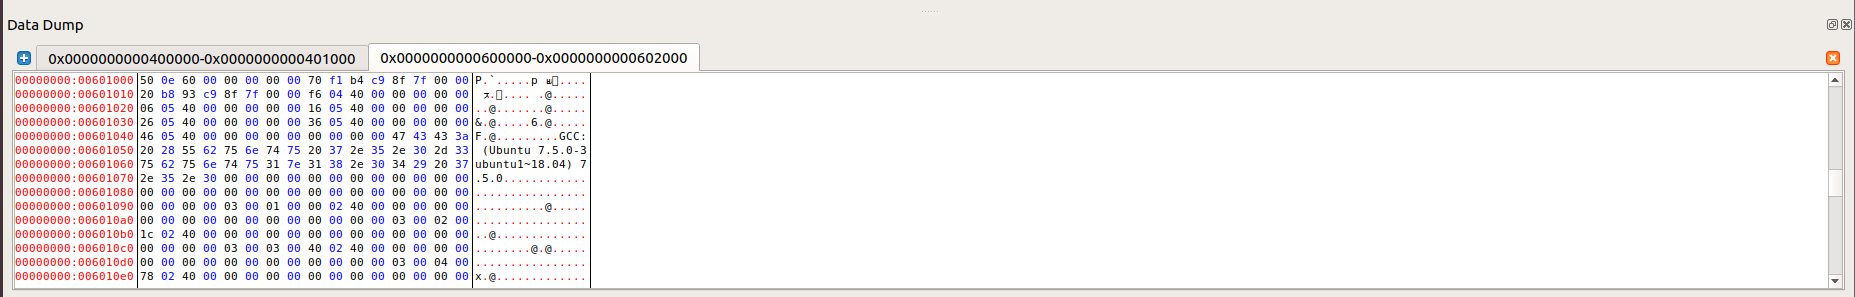 Data Dump
0x0000000000400000-0x0000000000401000 0x0000000000600000-0x0000000000602000
00000000:00601000 50 0e 60 00 00 00 00 00 70 f1 b4 c9 8f 7f 00 00 P.`.....p ....
00000000:00601010 20 b8 93 c9 8f 7f 00 00 f6 04 40 00 00 00 00 00 .... .@.....
00000000:00601020 06 05 40 00 00 00 00 00 16 05 40 00 00 00 00 00 ..@.......@.....
00000000:00601030 26 05 40 00 00 00 00 00 36 05 40 00 00 00 00 00 &.@.....6.@.....
00000000:00601040 46 05 40 00 00 00 00 00 00 00 00 00 47 43 43 3a F.@.........GCC:
00000000:00601050 20 28 55 62 75 6e 74 75 20 37 2e 35 2e 30 2d 33 (Ubuntu 7.5.0-3
00000000:00601060 75 62 75 6e 74 75 31 7e 31 38 2e 30 34 29 20 37 ubuntu1~18.04) 7
00000000:00601070 2e 35 2e 30 00 00 00 00 00 00 00 00 00 00 00 00 .5.0............
00000000:00601080 00 00 00 00 00 00 00 00 00 00 00 00 00 00 00 00 ................
00000000:00601090 00 00 00 00 03 00 01 00 00 02 40 00 00 00 00 00 ..........@.....
00000000:006010a0 00 00 00 00 00 00 00 00 00 00 00 00 03 00 02 00 ................
00000000:006010b0 1c 02 40 00 00 00 00 00 00 00 00 00 00 00 00 00 ..@.............
00000000:006010c0 00 00 00 00 03 00 03 00 40 02 40 00 00 00 00 00 ........@.@.....
00000000:006010d0 00 00 00 00 00 00 00 00 00 00 00 00 03 00 04 00 ................
00000000:006010e0 78 02 40 00 00 00 00 00 00 00 00 00 00 00 00 00 x.@.............